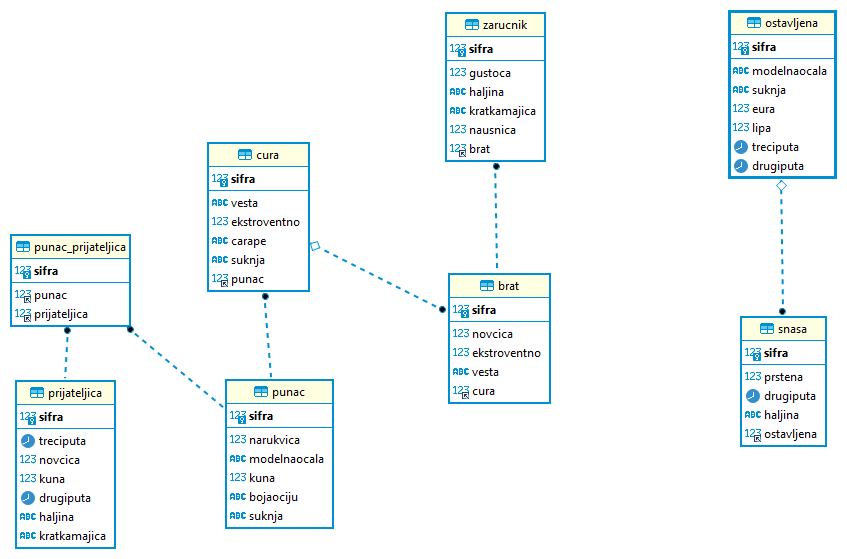 zarucnik
123 sifra
123 gustoca
ABC haljina
ABC kratkamajica
123 nausnica
123 brat
ostavljena
123 sifra
ABC modelnaocala
ABC suknja
123 eura
123 lipa
treciputa
drugiputa
cura
123 sifra
ABC vesta
123 ekstroventno
ABC carape
ABC suknja
123 punac
punac_prijateljica
123 sifra
123 punac
123 prijateljica
brat
123 sifra
123 novcica
123 ekstroventno
ABC vesta
123 cura
snasa
123 sifra
123 prstena
drugiputa
ABC haljina
123 ostavljena
prijateljica
123 sifra
treciputa
123 novcica
123 kuna
drugiputa
ABC haljina
ABC kratkamajica
punac
123 sifra
123 narukvica
ABC modelnaocala
123 kuna
ABC bojaociju
ABC suknja